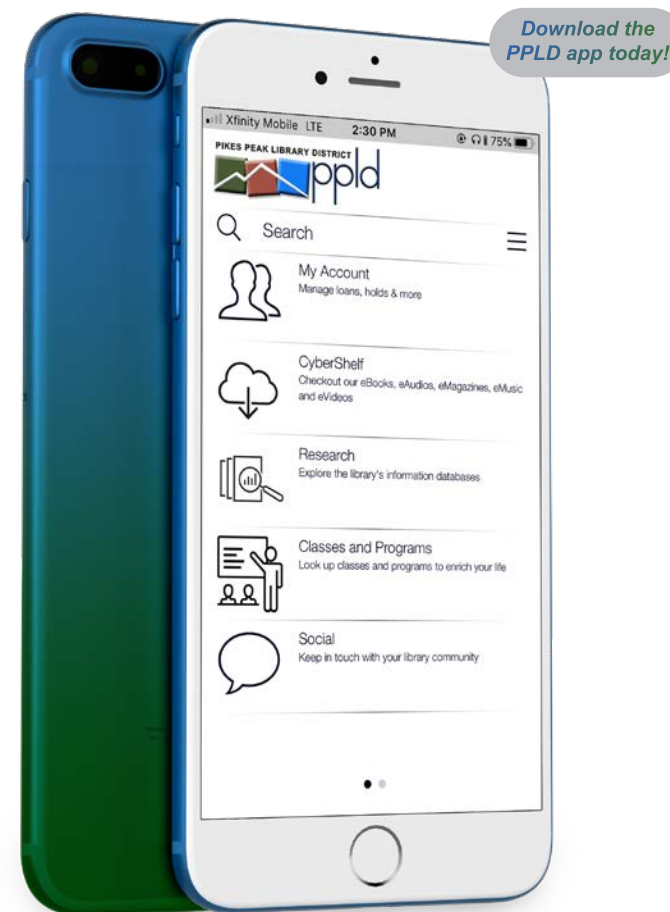 Download the
PPLD app today!
Xfinity Mobile LTE 2:30 PM 75%
PIKES PEAK LIBRARY DISTRICT
ppld
Search
My Account
Manage loans, holds & more
CyberShelf
Checkout our eBooks, eAudios, eMagazines, eMusic
and eVideos
Research
Explore the library's information databases
Classes and Programs
Look up classes and programs to enrich your life
Social
Keep in touch with your library community